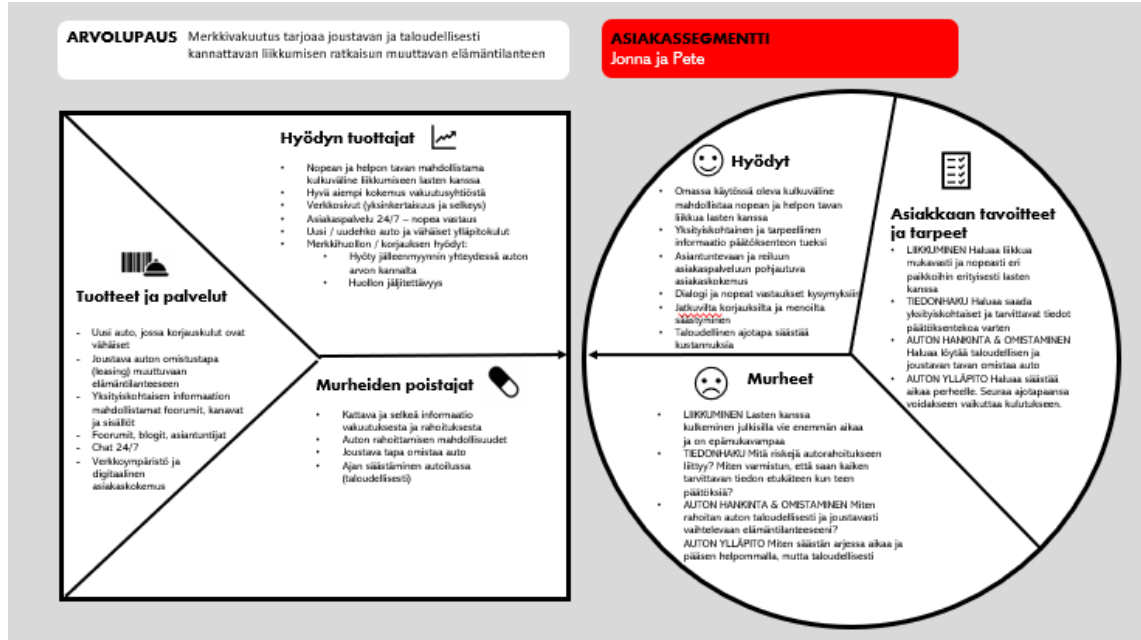 ARVOLUPAUS Merkkivakuutus tarjoaa joustavan ja taloudellisesti
kannattavan liikkumisen ratkaisun muuttavan elämäntilanteen
ASIAKASSEGMENTTI
Jonna ja Pete
Tuotteet ja palvelut
- Uusi auto, jossa korjauskulut ovat
vähäiset
- Joustava auton omistustapa
(leasing) muuttuvaan
elämäntilanteeseen
- Yksityiskohtaisen informaation
mahdollistamat foorumit, kanavat
ja sisällöt
- Foorumit, blogit, asiantuntijat
- Chat 24/7
- Verkkoympäristö ja
digitaalinen
asiakaskokemus
Hyödyn tuottajat
• Nopean ja helpon tavan mahdollistama
kulkuväline liikkumiseen lasten kanssa
• Hyvä aiempi kokemus vakuutusyhtiöstä
• Verkkosivut (yksinkertaisuus ja selkeys)
• Asiakaspalvelu 24/7 – nopea vastaus
• Uusi / uudehko auto ja vähäiset ylläpitokulut
• Merkkihuollon / korjauksen hyödyt:
• Hyöty jälleenmyynnin yhteydessä auton
arvon kannalta
• Huollon jäljitettävyys
Murheiden poistajat
• Kattava ja selkeä informaatio
vakuutuksesta ja rahoituksesta
• Auton rahoittamisen mahdollisuudet
• Joustava tapa omistaa auto
• Ajan säästäminen autoilussa
(taloudellisesti)
Hyödyt
• Omassa käytössä oleva kulkuväline
mahdollistaa nopean ja helpon tavan
liikkua lasten kanssa
• Yksityiskohtainen ja tarpeellinen
informaatio päätöksenteon tueksi
• Asiantuntevaan ja reiluun
asiakaspalveluun pohjautuva
asiakaskokemus
• Dialogi ja nopeat vastaukset kysymyksiin
• Jatkuvilta korjauksilta ja menoilta
säästyminen
• Taloudellinen ajotapa säästää
kustannuksia
Asiakkaan tavoitteet
ja tarpeet
• LIIKKUMINEN Haluaa liikkua
mukavasti ja nopeasti eri
paikkoihin erityisesti lasten
kanssa
• TIEDONHAKU Haluaa saada
yksityiskohtaiset ja tarvittavat tiedot
päätöksentekoa varten
• AUTON HANKINTA & OMISTAMINEN
Haluaa löytää taloudellisen ja
joustavan tavan omistaa auto
• AUTON YLLÄPITO Haluaa säästää
aikaa perheelle. Seuraa ajotapaansa
voidakseen vaikuttaa kulutukseen.
Murheet
• LIIKKUMINEN Lasten kanssa
kulkeminen julkisilla vie enemmän aikaa
ja on epämukavampaa
• TIEDONHAKU Mitä riskejä autorahoitukseen
liittyy? Miten varmistun, että saan kaiken
tarvittavan tiedon etukäteen kun teen
päätöksiä?
• AUTON HANKINTA & OMISTAMINEN Miten
rahoitan auton taloudellisesti ja joustavasti
vaihtelevaan elämäntilanteeseeni?
AUTON YLLÄPITO Miten säästän arjessa aikaa ja
pääsen helpommalla, mutta taloudellisesti